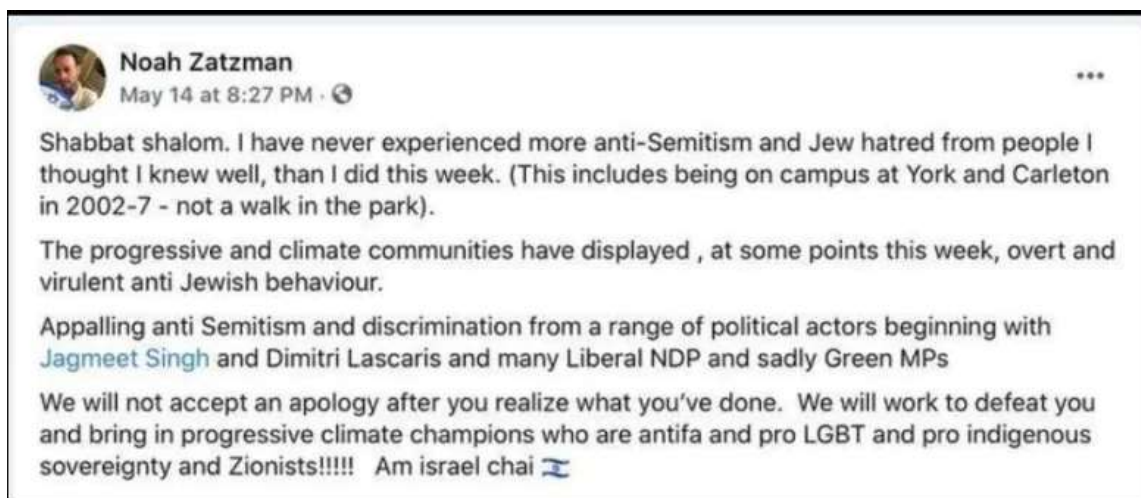 Noah Zatzman
May 14 at 8:27 PM ·
Shabbat shalom. I have never experienced more anti-Semitism and Jew hatred from people I
thought I knew well, than I did this week. (This includes being on campus at York and Carleton
in 2002-7 - not a walk in the park).
The progressive and climate communities have displayed , at some points this week, overt and
virulent anti Jewish behaviour.
Appalling anti Semitism and discrimination from a range of political actors beginning with
Jagmeet Singh and Dimitri Lascaris and many Liberal NDP and sadly Green MPs
We will not accept an apology after you realize what you've done.  We will work to defeat you
and bring in progressive climate champions who are antifa and pro LGBT and pro indigenous
sovereignty and Zionists!!!!!   Am israel chai 🇮🇱